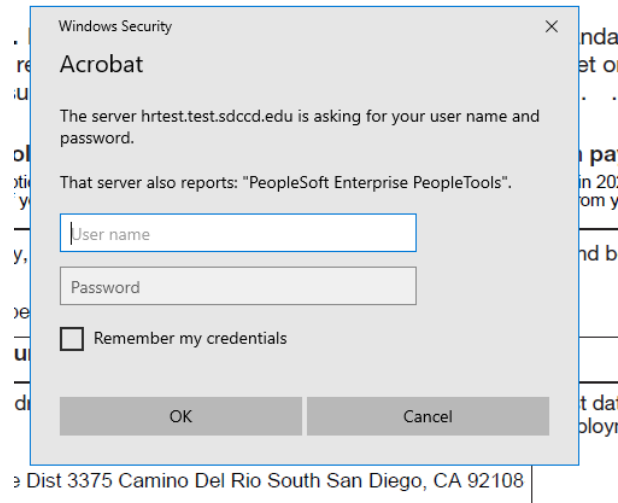 Windows Security
Acrobat
The server hrtest.test.sdccd.edu is asking for your user name and
password.
That server also reports: "PeopleSoft Enterprise PeopleTools".
User name
Password
Remember my credentials
OK
Cancel
Dist 3375 Camino Del Rio South San Diego, CA 92108